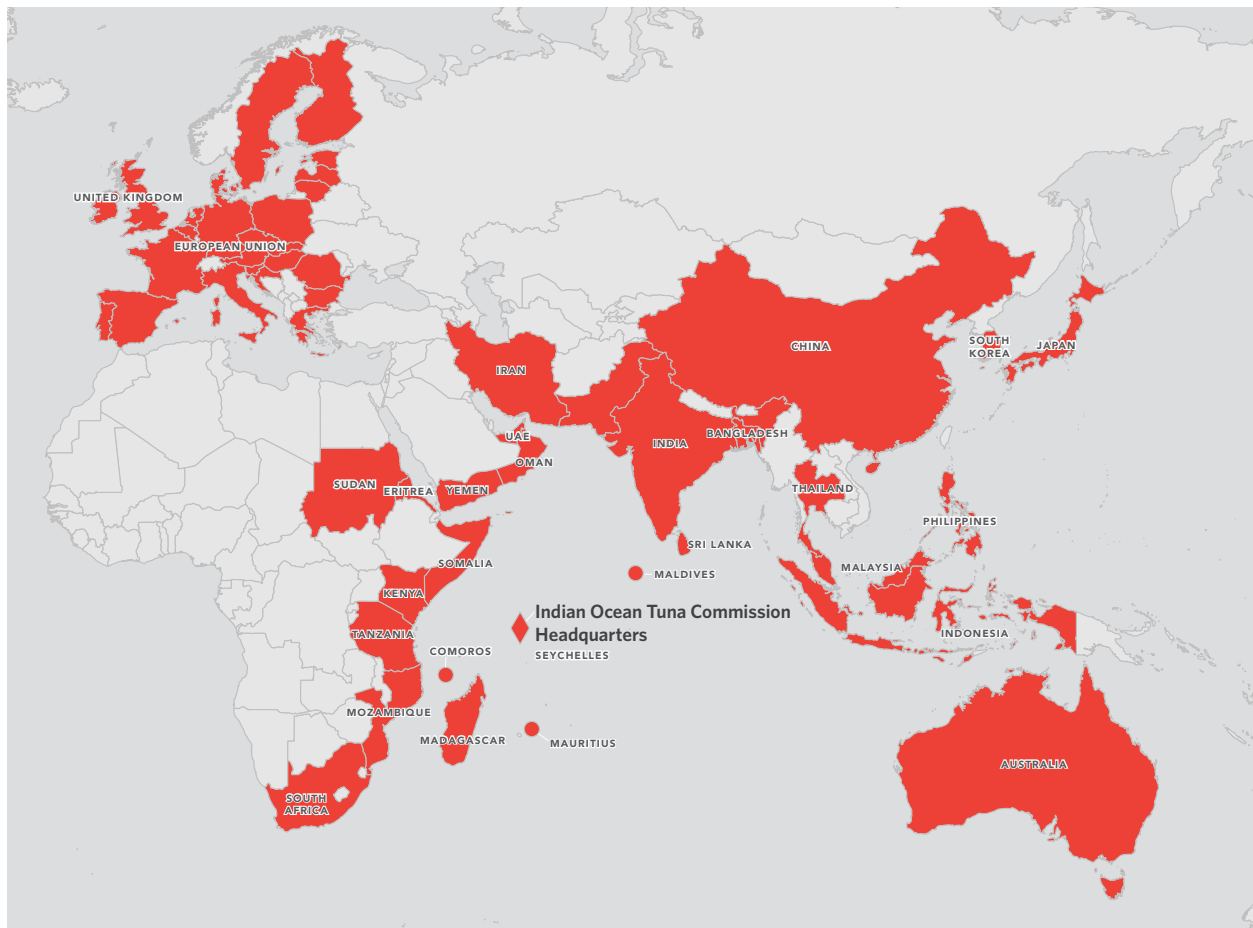 UNITED KINGDOM
EUROPEAN UNION
CHINA
SOUTH
KOREA
JAPAN
IRAN
UAE
OMAN
INDIA
BANGLADESH
SUDAN
ERITREA
YEMEN
THAILAND
PHILIPPINES
SRI LANKA
SOMALIA
MALDIVES
MALAYSIA
KENYA
TANZANIA
Indian Ocean Tuna Commission
Headquarters
SEYCHELLES
INDONESIA
COMOROS
MOZAMBIQUE
MADAGASCAR
MAURITIUS
AUSTRALIA
SOUTH
AFRICA